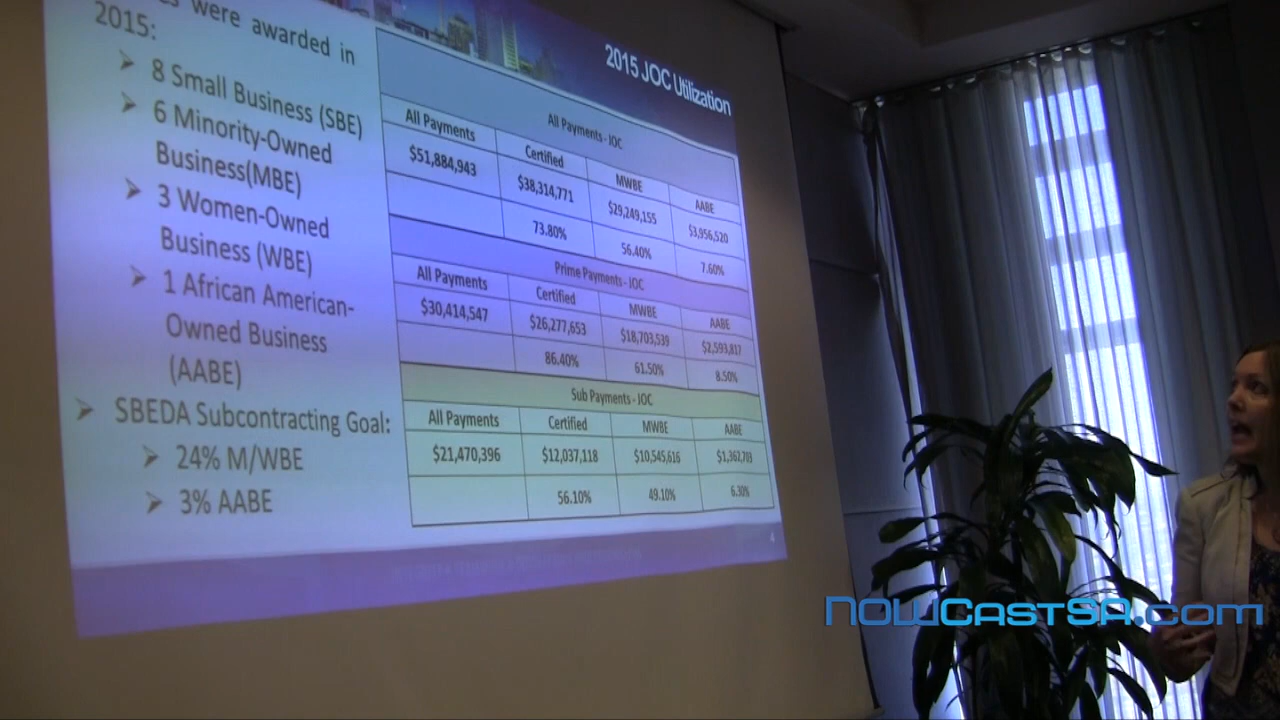 were awarded in
2015:
➢ 8 Small Business (SBE)
➢ 6 Minority-Owned
Business(MBE)
➢ 3 Women-Owned
Business (WBE)
➢ 1 African American-
Owned Business
(AABE)
➢ SBEDA Subcontracting Goal:
➢ 24% M/WBE
➢ 3% AABE
2015 JOC Utilization
All Payments - JOC
All Payments Certified MWBE AABE
$51,884,943 $38,314,771 $29,249,155 $3,956,520
73.80% 56.40% 7.60%
Prime Payments - JOC
All Payments Certified MWBE AABE
$30,414,547 $26,277,653 $18,703,539 $2,593,817
86.40% 61.50% 8.50%
Sub Payments - JOC
All Payments Certified MWBE AABE
$21,470,396 $12,037,118 $10,545,616
56.10% 49.10% 6.30%
4
NOWCastSA.com